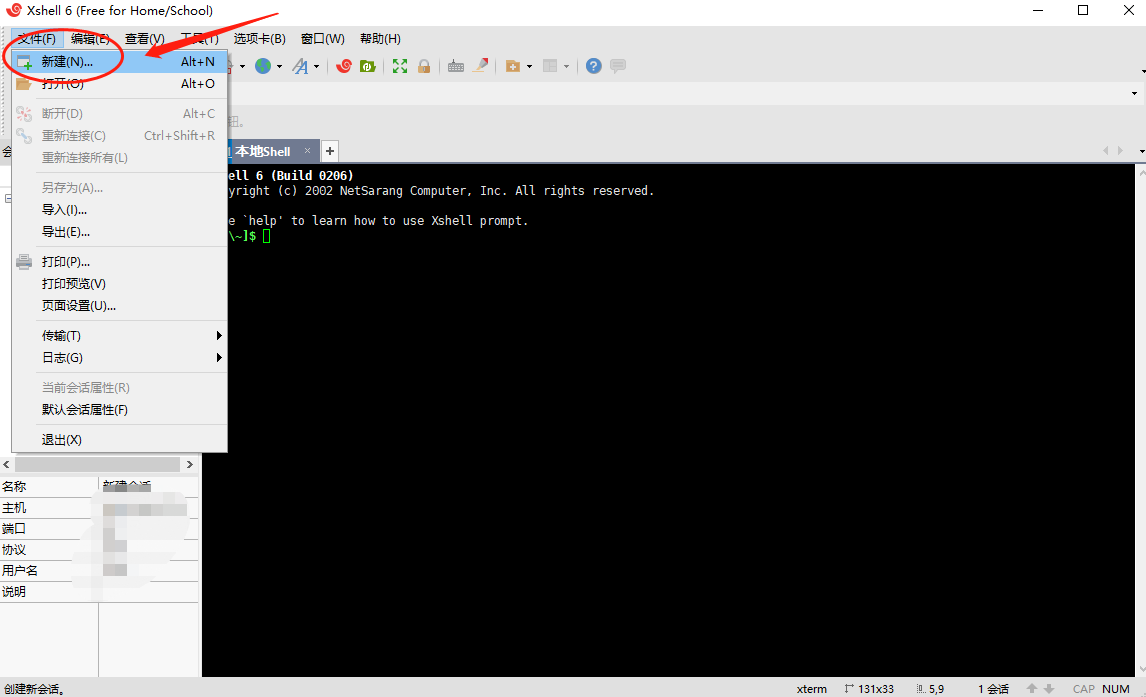 Xshell 6 (Free for Home/School)
文件(F) 编辑(E) 查看(V) 工具(T) 选项卡(B) 窗口(W) 帮助(H)
新建(N)... Alt+N
打开(O) Alt+O
断开(D) Alt+C
重新连接(C) Ctrl+Shift+R
重新连接所有(L)
另存为(A)...
导入(I)...
导出(E)...
打印(P)...
打印预览(V)
页面设置(U)...
传输(T)
日志(G)
当前会话属性(R)
默认会话属性(F)
退出(X)
钮。
会
1 本地Shell × +
ell 6 (Build 0206)
yright (c) 2002 NetSarang Computer, Inc. All rights reserved.
e `help' to learn how to use Xshell prompt.
\~]$
名称 新建会话
主机
端口
协议
用户名
说明
创建新会话。 xterm 131x33 5,9 1 会话 CAP NUM